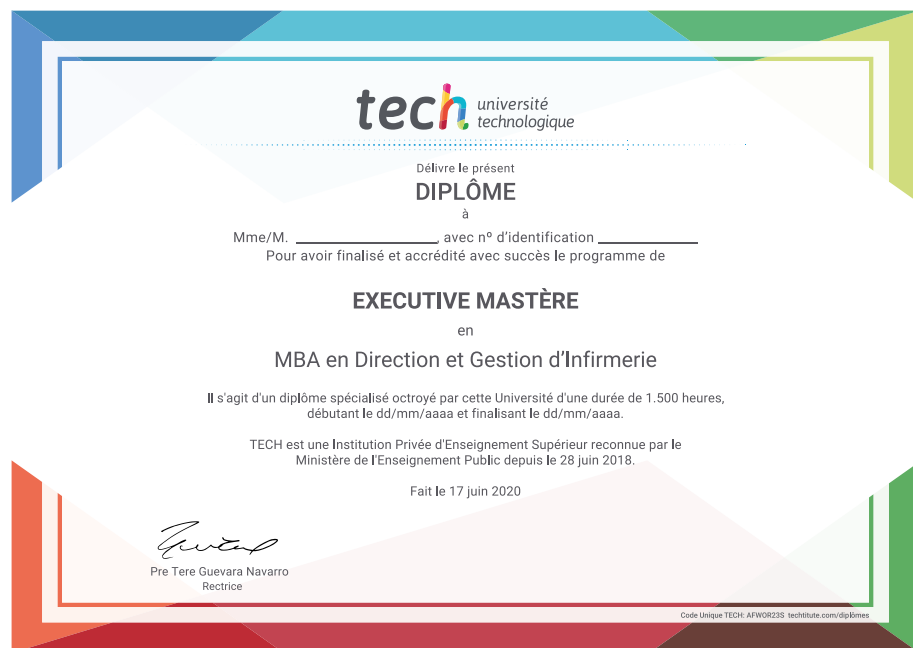 tech université
technologique
Délivre le présent
DIPLÔME
à
Mme/M. ____________, avec nº d'identification ____________
Pour avoir finalisé et accrédité avec succès le programme de
EXECUTIVE MASTÈRE
en
MBA en Direction et Gestion d'Infirmerie
Il s'agit d'un diplôme spécialisé octroyé par cette Université d'une durée de 1.500 heures,
débutant le dd/mm/aaaa et finalisant le dd/mm/aaaa.
TECH est une Institution Privée d'Enseignement Supérieur reconnue par le
Ministère de l'Enseignement Public depuis le 28 juin 2018.
Fait le 17 juin 2020
Pre Tere Guevara Navarro
Rectrice
Code Unique TECH: AFWOR23S techtitute.com/diplômes